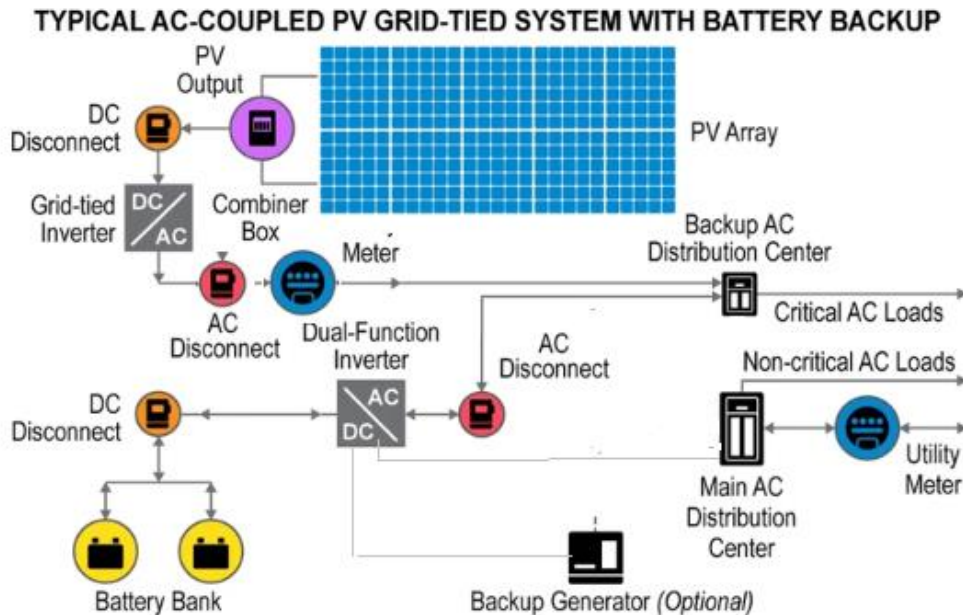 TYPICAL AC-COUPLED PV GRID-TIED SYSTEM WITH BATTERY BACKUP
PV
Output
DC
Disconnect
PV Array
Grid-tied
Inverter
DC
AC
Combiner
Box
Meter
Backup AC
Distribution Center
AC
Disconnect
Critical AC Loads
Dual-Function
Inverter
AC
Disconnect
Non-critical AC Loads
DC
Disconnect
AC
DC
Utility
Meter
Main AC
Distribution
Center
Battery Bank
Backup Generator (Optional)